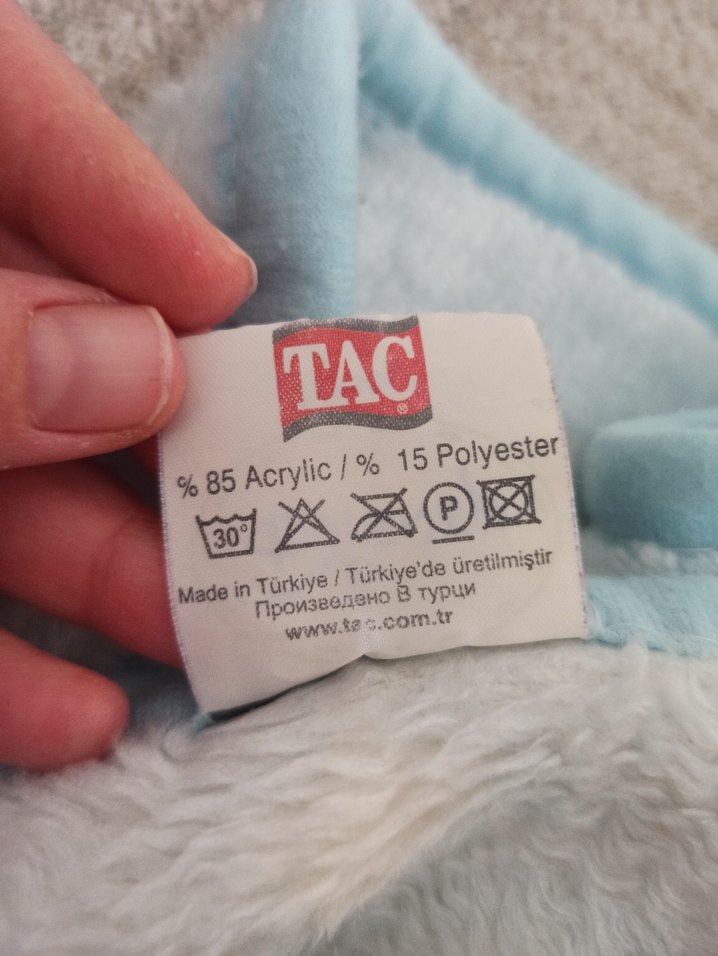 TAC®
% 85 Acrylic / % 15 Polyester
30° P
Made in Türkiye / Türkiye'de üretilmiştir
Произведено В турци
www.tac.com.tr